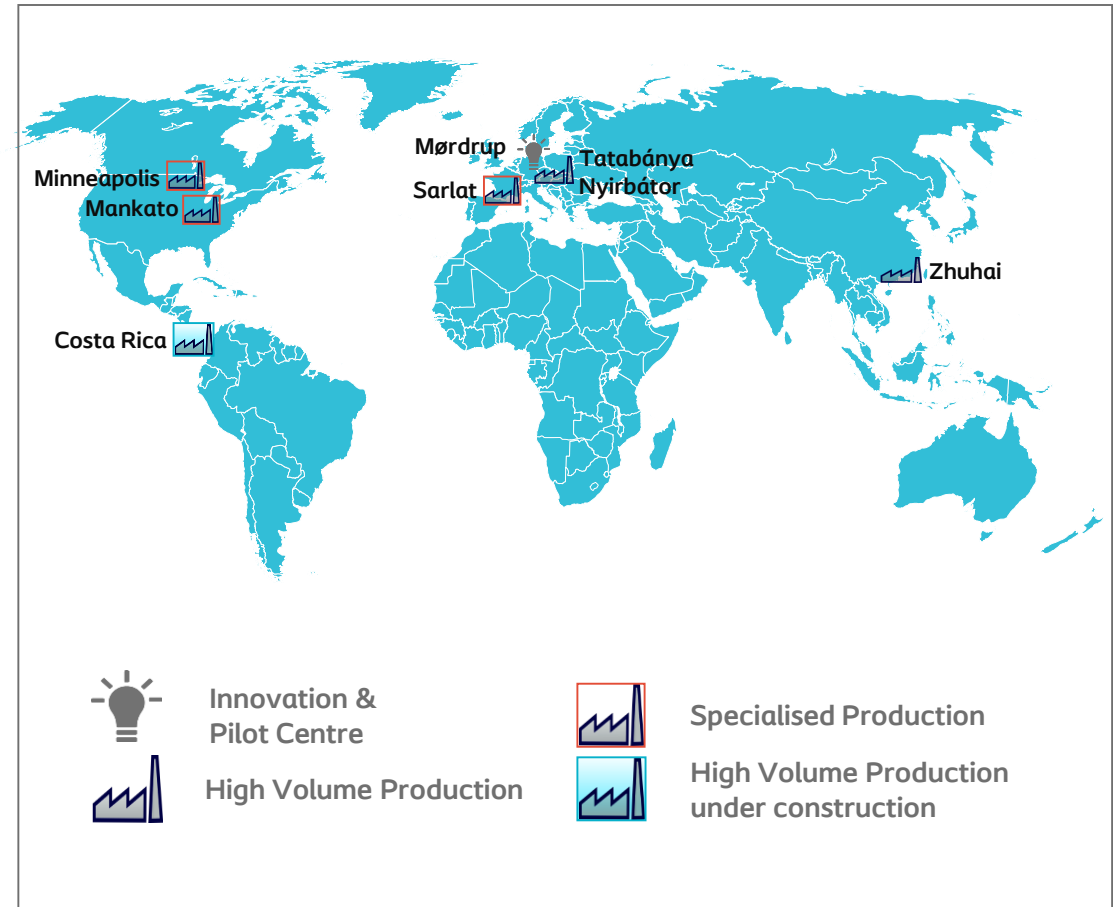 Mørdrup
Tatabánya
Nyirbátor
Minneapolis
Sarlat
Mankato
Zhuhai
Costa Rica
Innovation &
Pilot Centre
High Volume Production
Specialised Production
High Volume Production
under construction